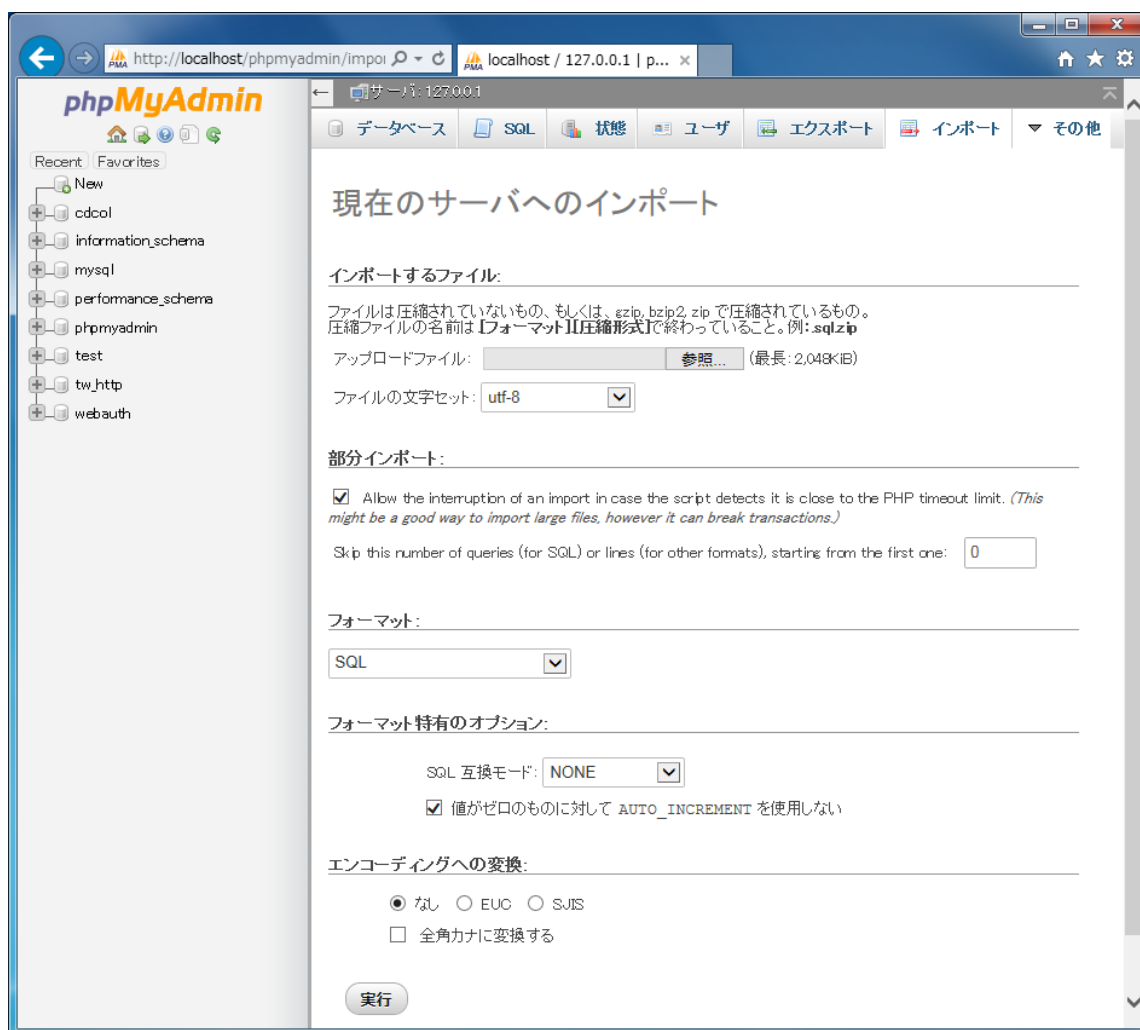 http://localhost/phpmyadmin/impor
localhost / 127.0.0.1 | p...
phpMyAdmin
Recent Favorites
New
cdcol
information_schema
mysql
performance_schema
phpmyadmin
test
tw_http
webauth
サーバ: 127.0.0.1
データベース SQL 状態 ユーザ エクスポート インポート その他
現在のサーバへのインポート
インポートするファイル:
ファイルは圧縮されていないもの、もしくは、gzip, bzip2, zip で圧縮されているもの。
圧縮ファイルの名前は .[フォーマット].[圧縮形式]で終わっていること。例: .sql.zip
アップロードファイル: 参照... (最長: 2,048KiB)
ファイルの文字セット: utf-8
部分インポート:
Allow the interruption of an import in case the script detects it is close to the PHP timeout limit. (This
might be a good way to import large files, however it can break transactions.)
Skip this number of queries (for SQL) or lines (for other formats), starting from the first one: 0
フォーマット:
SQL
フォーマット特有のオプション:
SQL 互換モード: NONE
値がゼロのものに対して AUTO_INCREMENT を使用しない
エンコーディングへの変換:
なし EUC SJIS
全角カナに変換する
実行